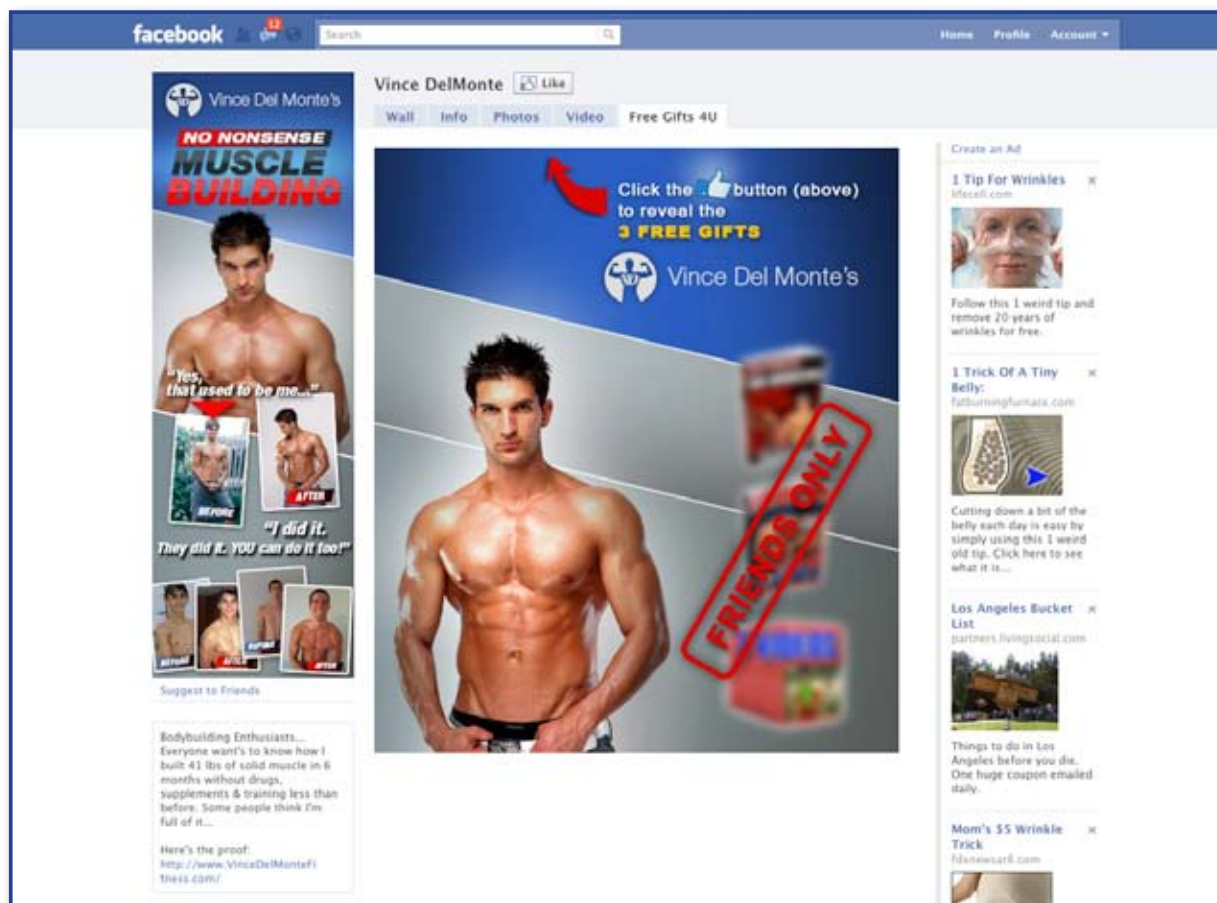 facebook
12
Search
Home Profile Account
Vince Del Monte's
NO NONSENSE
MUSCLE
BUILDING
"Yes,
that used to be me..."
BEFORE
AFTER
"I did it.
They did it. YOU can do it too!"
BEFORE
AFTER
BEFORE
AFTER
Suggest to Friends
Bodybuilding Enthusiasts...
Everyone want's to know how I
built 41 lbs of solid muscle in 6
months without drugs,
supplements & training less than
before. Some people think I'm
full of it...
Here's the proof:
http://www.VinceDelMonteFi
tness.com/
Vince DelMonte Like
Wall Info Photos Video Free Gifts 4U
Click the button (above)
to reveal the
3 FREE GIFTS
Vince Del Monte's
FRIENDS ONLY
Create an Ad
1 Tip For Wrinkles
lifecell.com
Follow this 1 weird tip and
remove 20 years of
wrinkles for free.
1 Trick Of A Tiny
Belly:
fatburningfurnace.com
Cutting down a bit of the
belly each day is easy by
simply using this 1 weird
old tip. Click here to see
what it is...
Los Angeles Bucket
List
partners.livingsocial.com
Things to do in Los
Angeles before you die.
One huge coupon emailed
daily.
Mom's $5 Wrinkle
Trick